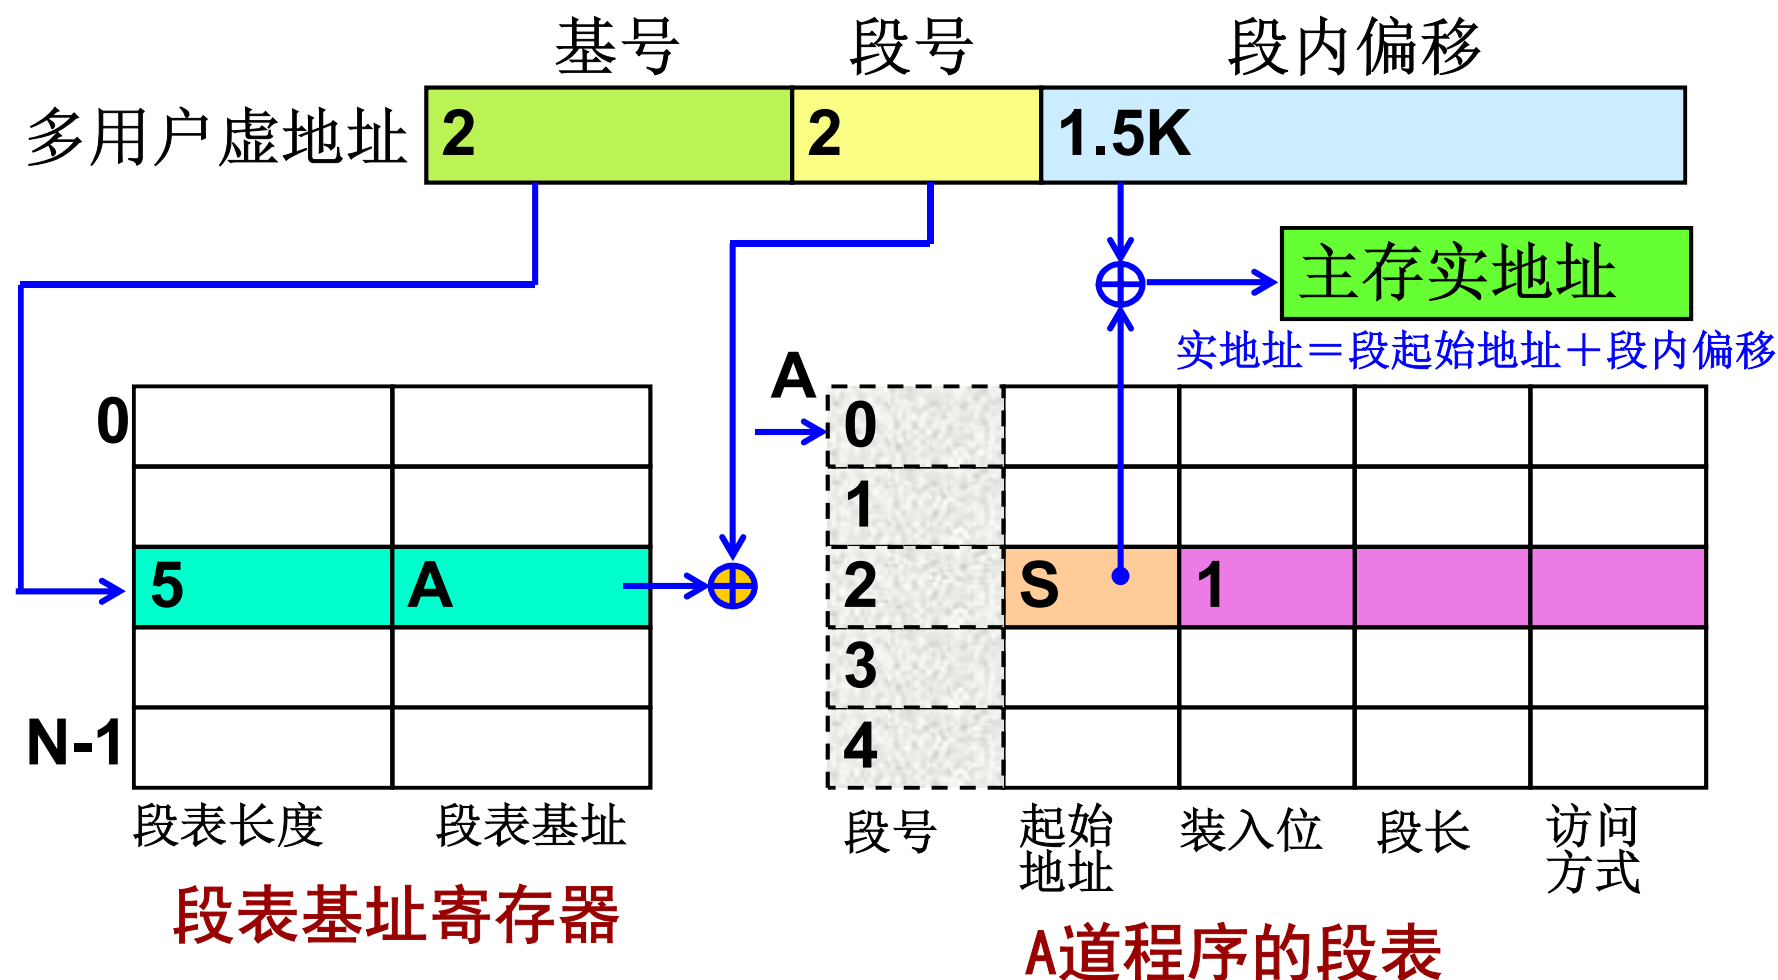 基号 段号 段内偏移
多用户虚地址 2 2 1.5K
主存实地址
实地址＝段起始地址＋段内偏移
A
0 0
1
5 A 2 S 1
3
N-1 4
段表长度 段表基址 段号 起始地址 装入位 段长 访问方式
段表基址寄存器
A道程序的段表